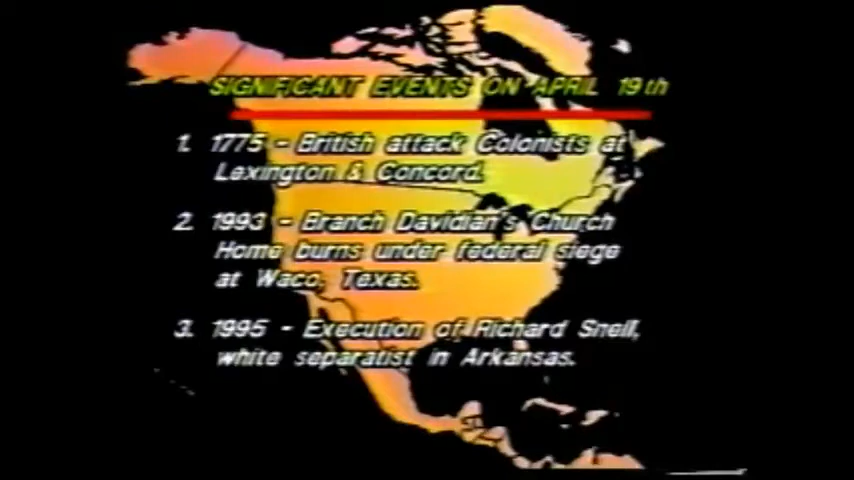 SIGNIFICANT EVENTS ON APRIL 19th
1. 1775 - British attack Colonists at
Lexington & Concord.
2. 1993 - Branch Davidian's Church
Home burns under federal siege
at Waco, Texas.
3. 1995 - Execution of Richard Snell,
white separatist in Arkansas.